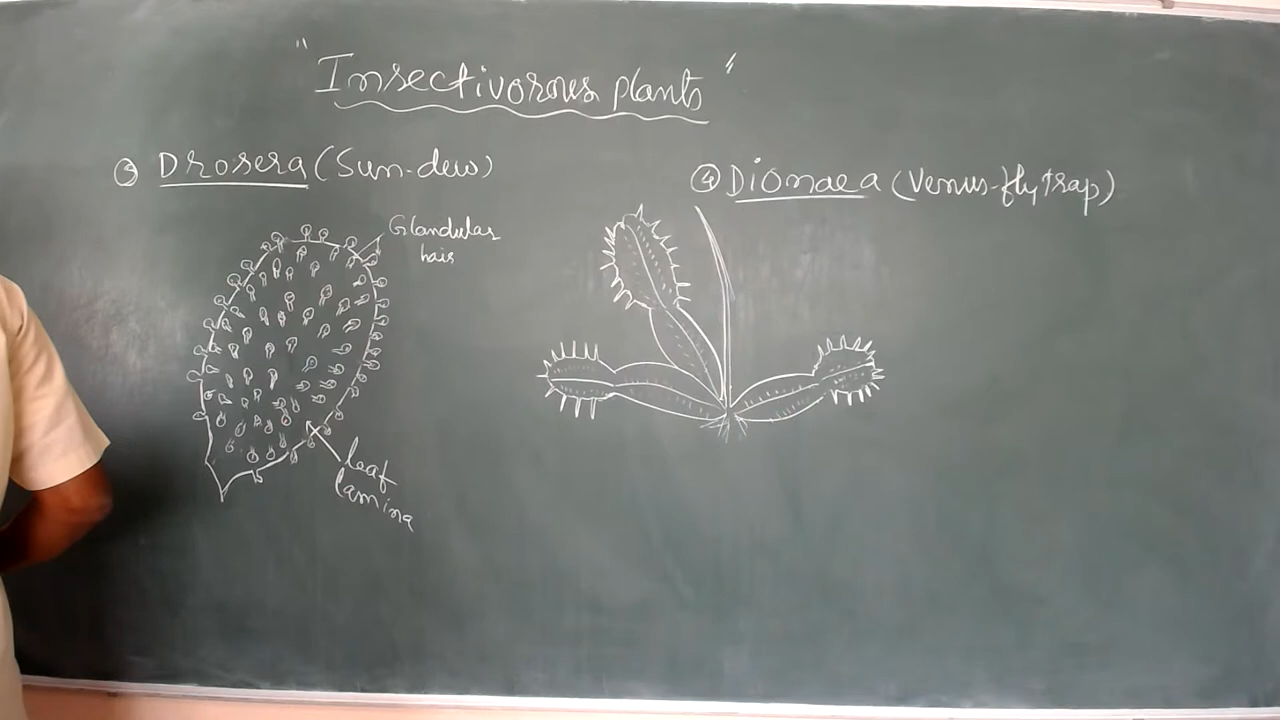 "Insectivorous plants"
③ Drosera (Sun-dew)
Glandular
hairs
leaf
lamina
④ Dionaea (Venus-fly trap)